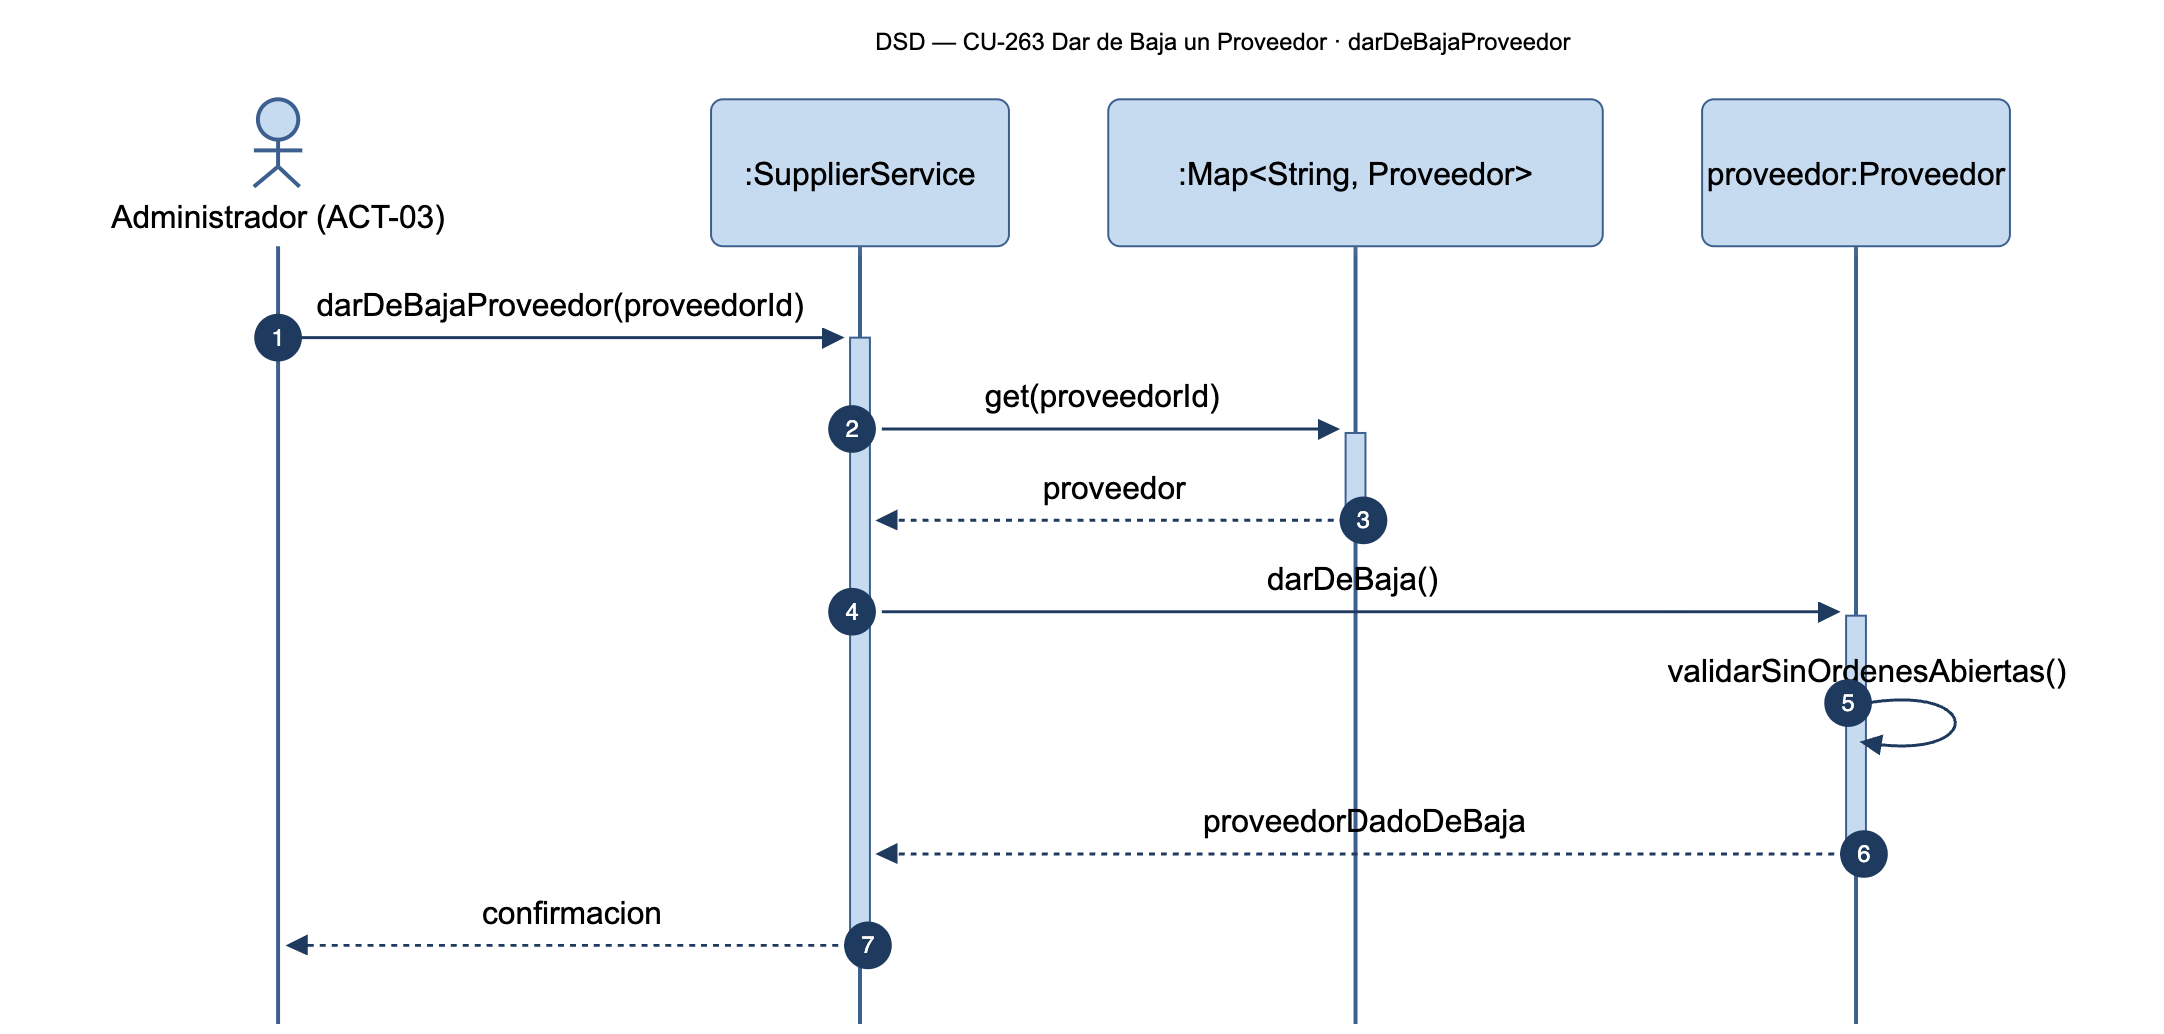 DSD — CU-263 Dar de Baja un Proveedor · darDeBajaProveedor
Administrador (ACT-03)
:SupplierService
:Map<String, Proveedor>
proveedor:Proveedor
darDeBajaProveedor(proveedorId)
1
get(proveedorId)
2
proveedor
3
darDeBaja()
4
validarSinOrdenesAbiertas()
5
proveedorDadoDeBaja
6
confirmacion
7